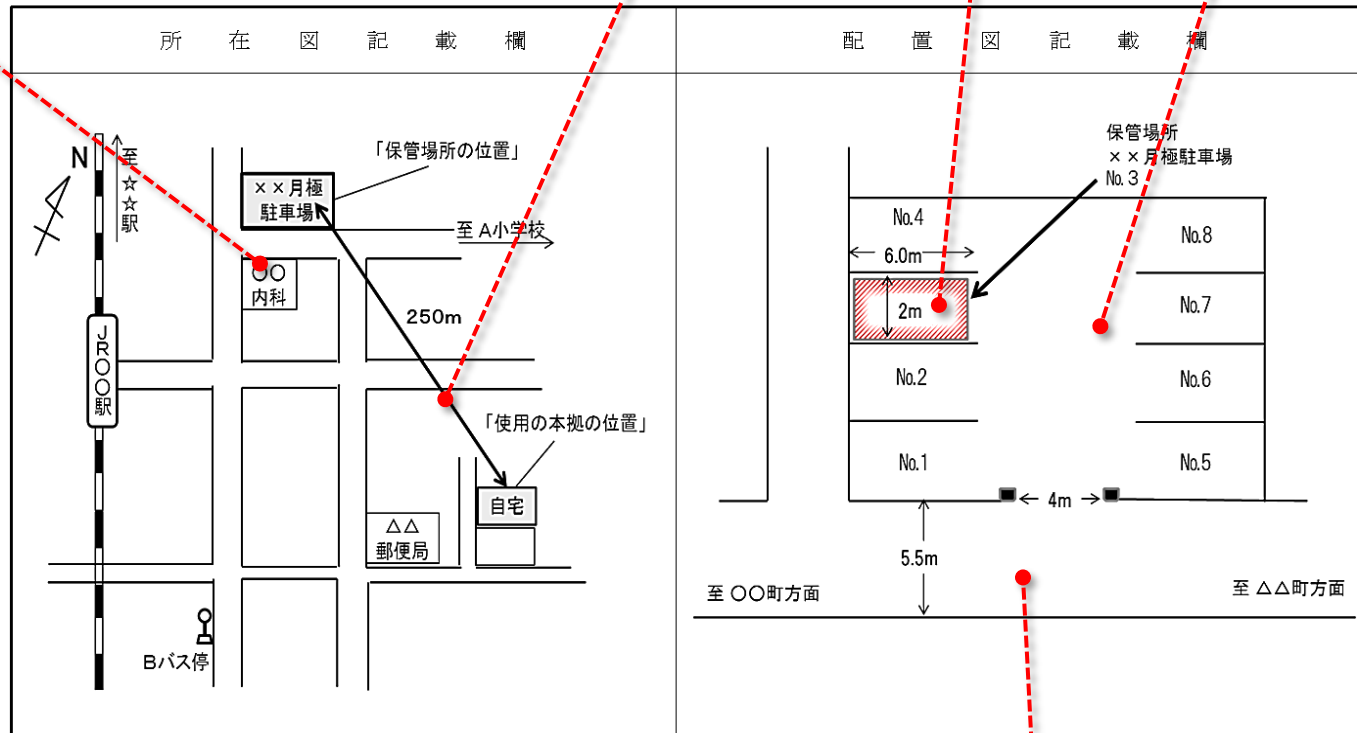 所在図記載欄
N
至☆☆駅
「保管場所の位置」
××月極
駐車場
至 A小学校
〇〇
内科
250m
JR〇〇駅
「使用の本拠の位置」
自宅
△△
郵便局
Bバス停
配置図記載欄
保管場所
××月極駐車場
No.3
No.4
6.0m
2m
No.2
No.1
No.8
No.7
No.6
No.5
4m
5.5m
至 〇〇町方面
至 △△町方面